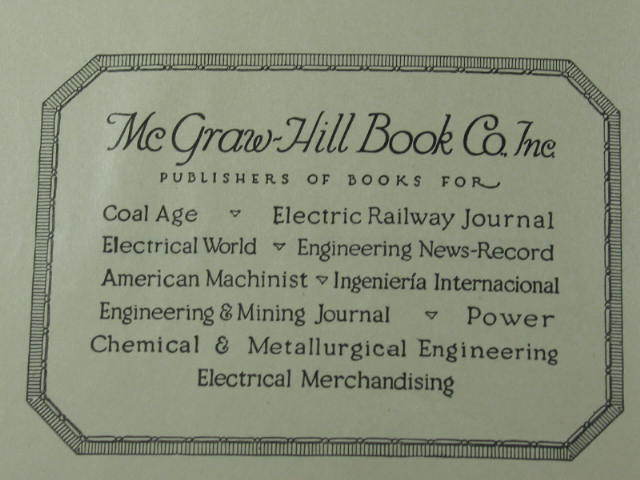 McGraw-Hill Book Co., Inc.
PUBLISHERS OF BOOKS FOR
Coal Age ▿ Electric Railway Journal
Electrical World ▿ Engineering News-Record
American Machinist ▿ Ingeniería Internacional
Engineering & Mining Journal ▿ Power
Chemical & Metallurgical Engineering
Electrical Merchandising